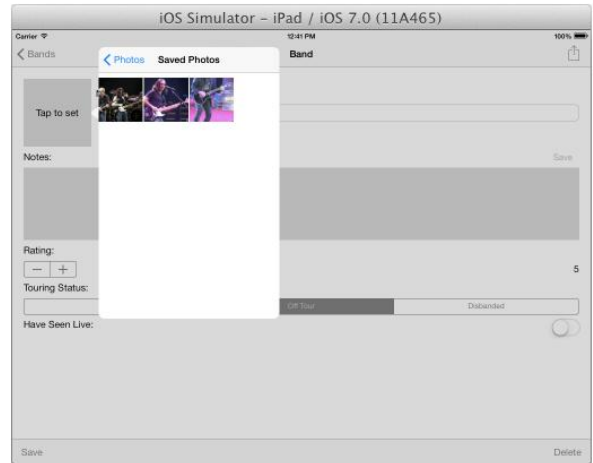 iOS Simulator – iPad / iOS 7.0 (11A465)
Carrier 12:41 PM 100%
Bands Band
Photos Saved Photos
Tap to set
Notes: Save
Rating:
− + 5
Touring Status:
Off Tour Disbanded
Have Seen Live:
Save Delete